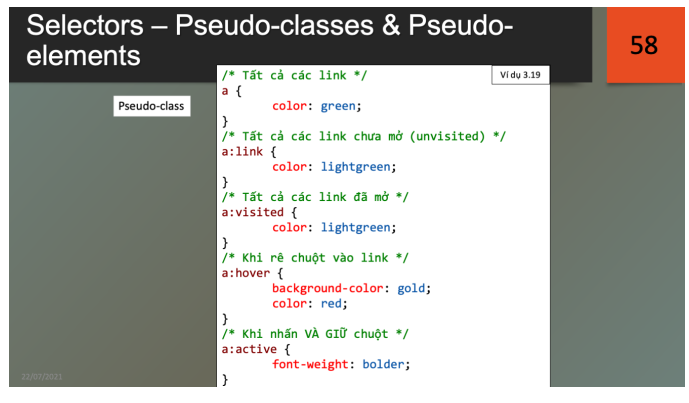 Selectors – Pseudo-classes & Pseudo-
elements
58
Ví dụ 3.19
Pseudo-class
/* Tất cả các link */
a {
color: green;
}
/* Tất cả các link chưa mở (unvisited) */
a:link {
color: lightgreen;
}
/* Tất cả các link đã mở */
a:visited {
color: lightgreen;
}
/* Khi rê chuột vào link */
a:hover {
background-color: gold;
color: red;
}
/* Khi nhấn VÀ GIỮ chuột */
a:active {
font-weight: bolder;
}
22/02/2021